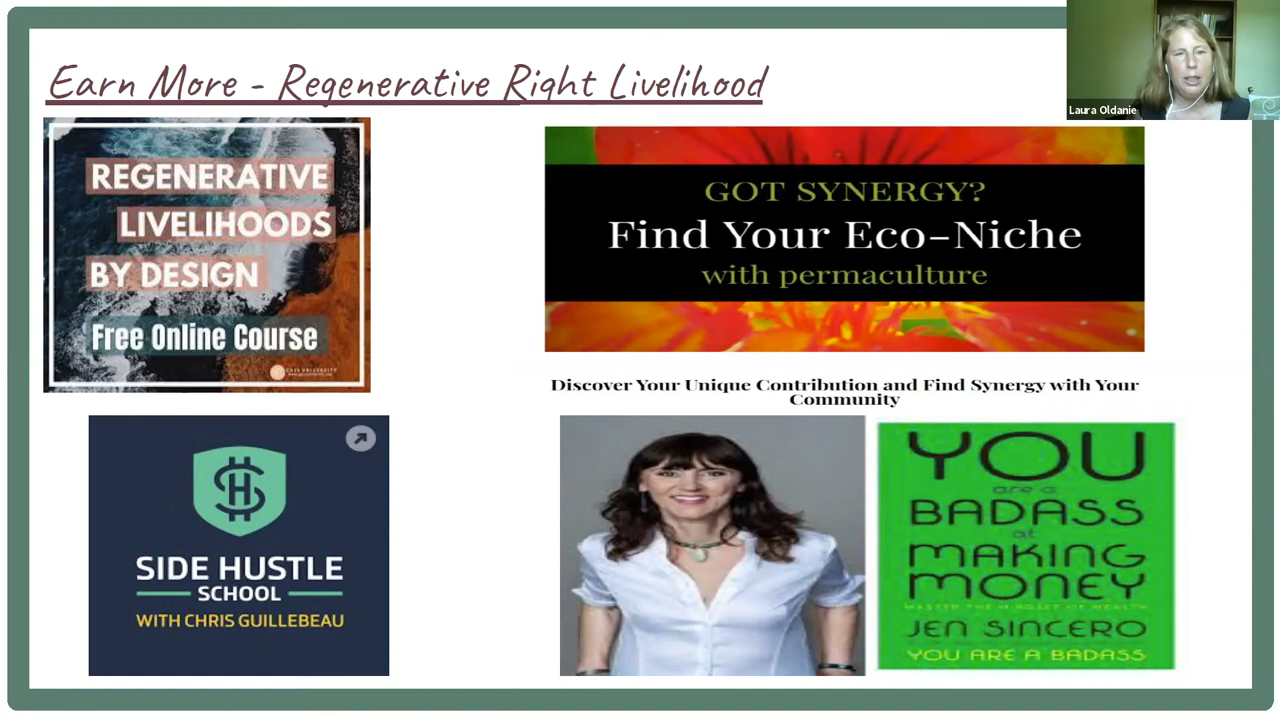 Earn More - Regenerative Right Livelihood
Laura Oldanie
REGENERATIVE
LIVELIHOODS
BY DESIGN
Free Online Course
GOT SYNERGY?
Find Your Eco-Niche
with permaculture
Discover Your Unique Contribution and Find Synergy with Your
Community
SIDE HUSTLE
SCHOOL
WITH CHRIS GUILLEBEAU
YOU
are a
BADASS
at
MAKING
MONEY
MASTER THE MINDSET OF WEALTH
JEN SINCERO
YOU ARE A BADASS